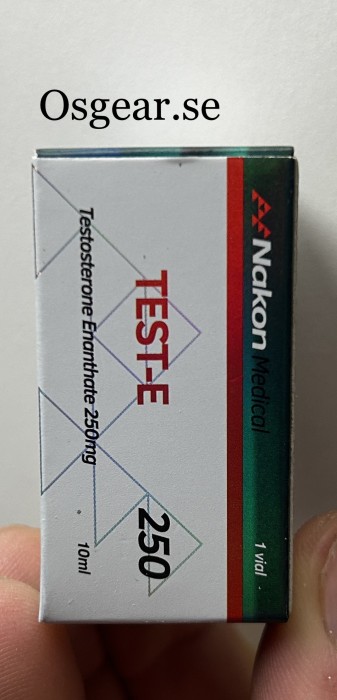 Osgear.se
Nakon Medical
1 vial
TEST-E
250
Testosterone Enanthate 250mg
10ml